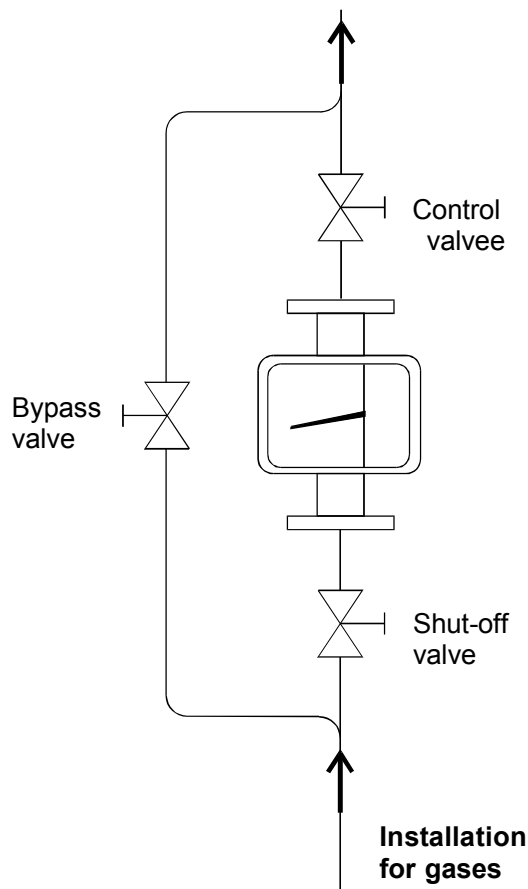 Control
valvee
Bypass
valve
Shut-off
valve
Installation
for gases